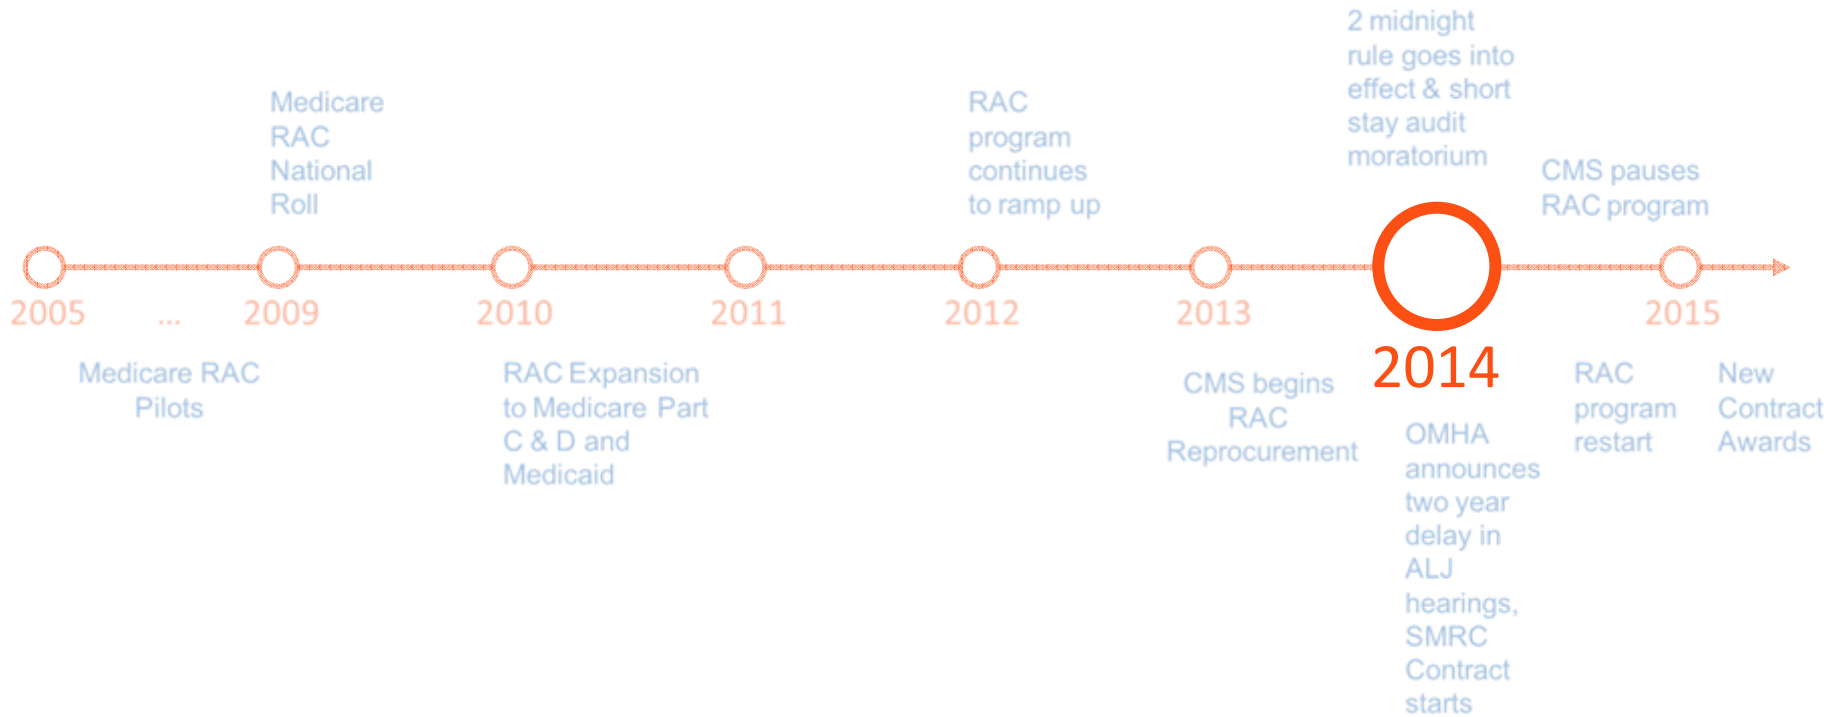 2 midnight
rule goes into
effect & short
stay audit
moratorium
Medicare
RAC
National
Roll
RAC
program
continues
to ramp up
CMS pauses
RAC program
2005
...
2009
2010
2011
2012
2013
2014
2015
Medicare RAC
Pilots
RAC Expansion
to Medicare Part
C & D and
Medicaid
CMS begins
RAC
Reprocurement
OMHA
announces
two year
delay in
ALJ
hearings,
SMRC
Contract
starts
RAC
program
restart
New
Contract
Awards